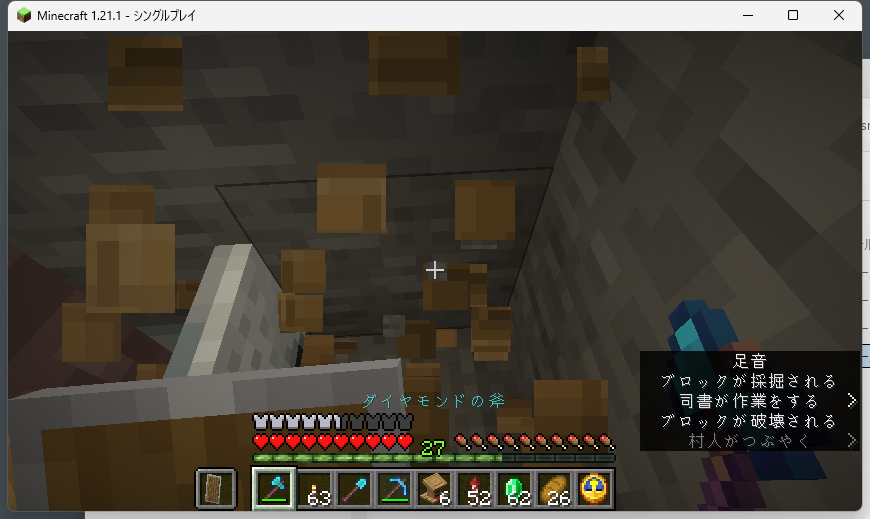 Minecraft 1.21.1 - シングルプレイ
足音
ブロックが採掘される
司書が作業をする >
ブロックが破壊される
村人がつぶやく >
ダイヤモンドの斧
27
63
6
52
62
26